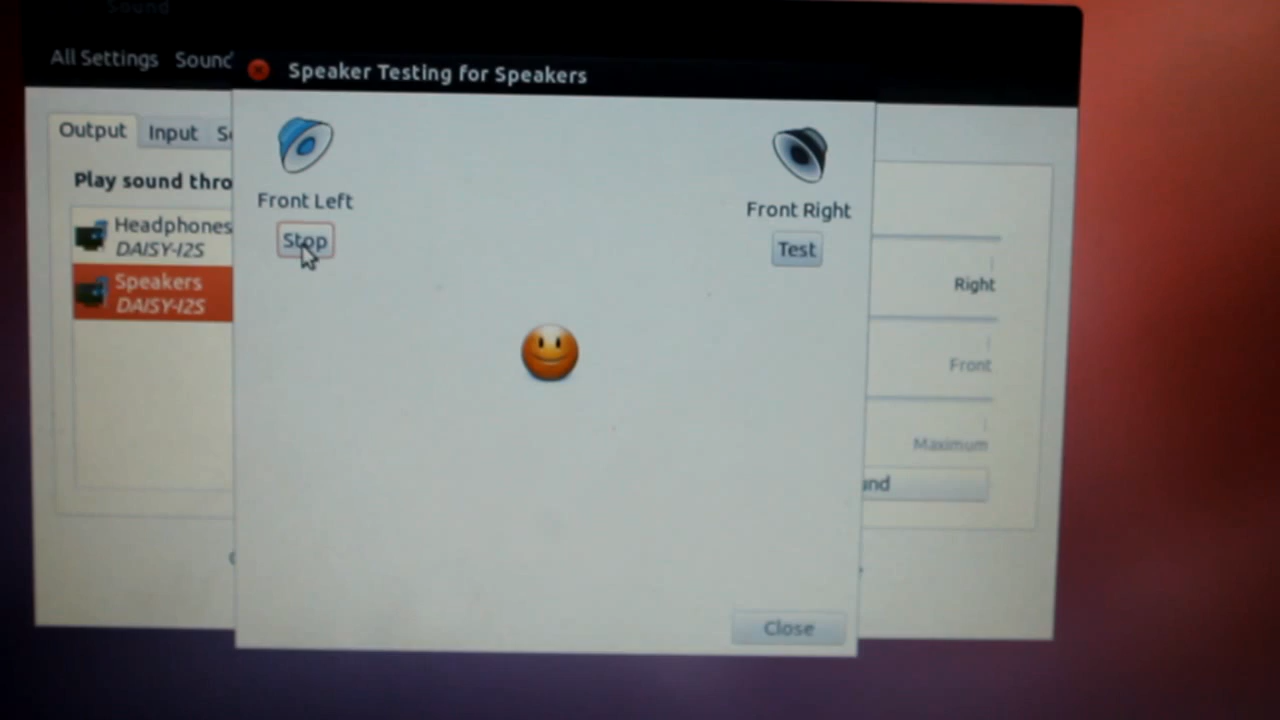 Sound
All Settings Sound
Speaker Testing for Speakers
Output Input
Play sound thro
Headphones
DAISY-I2S
Speakers
DAISY-I2S
Front Left
Stop
Front Right
Test
Right
Front
Maximum
und
Close